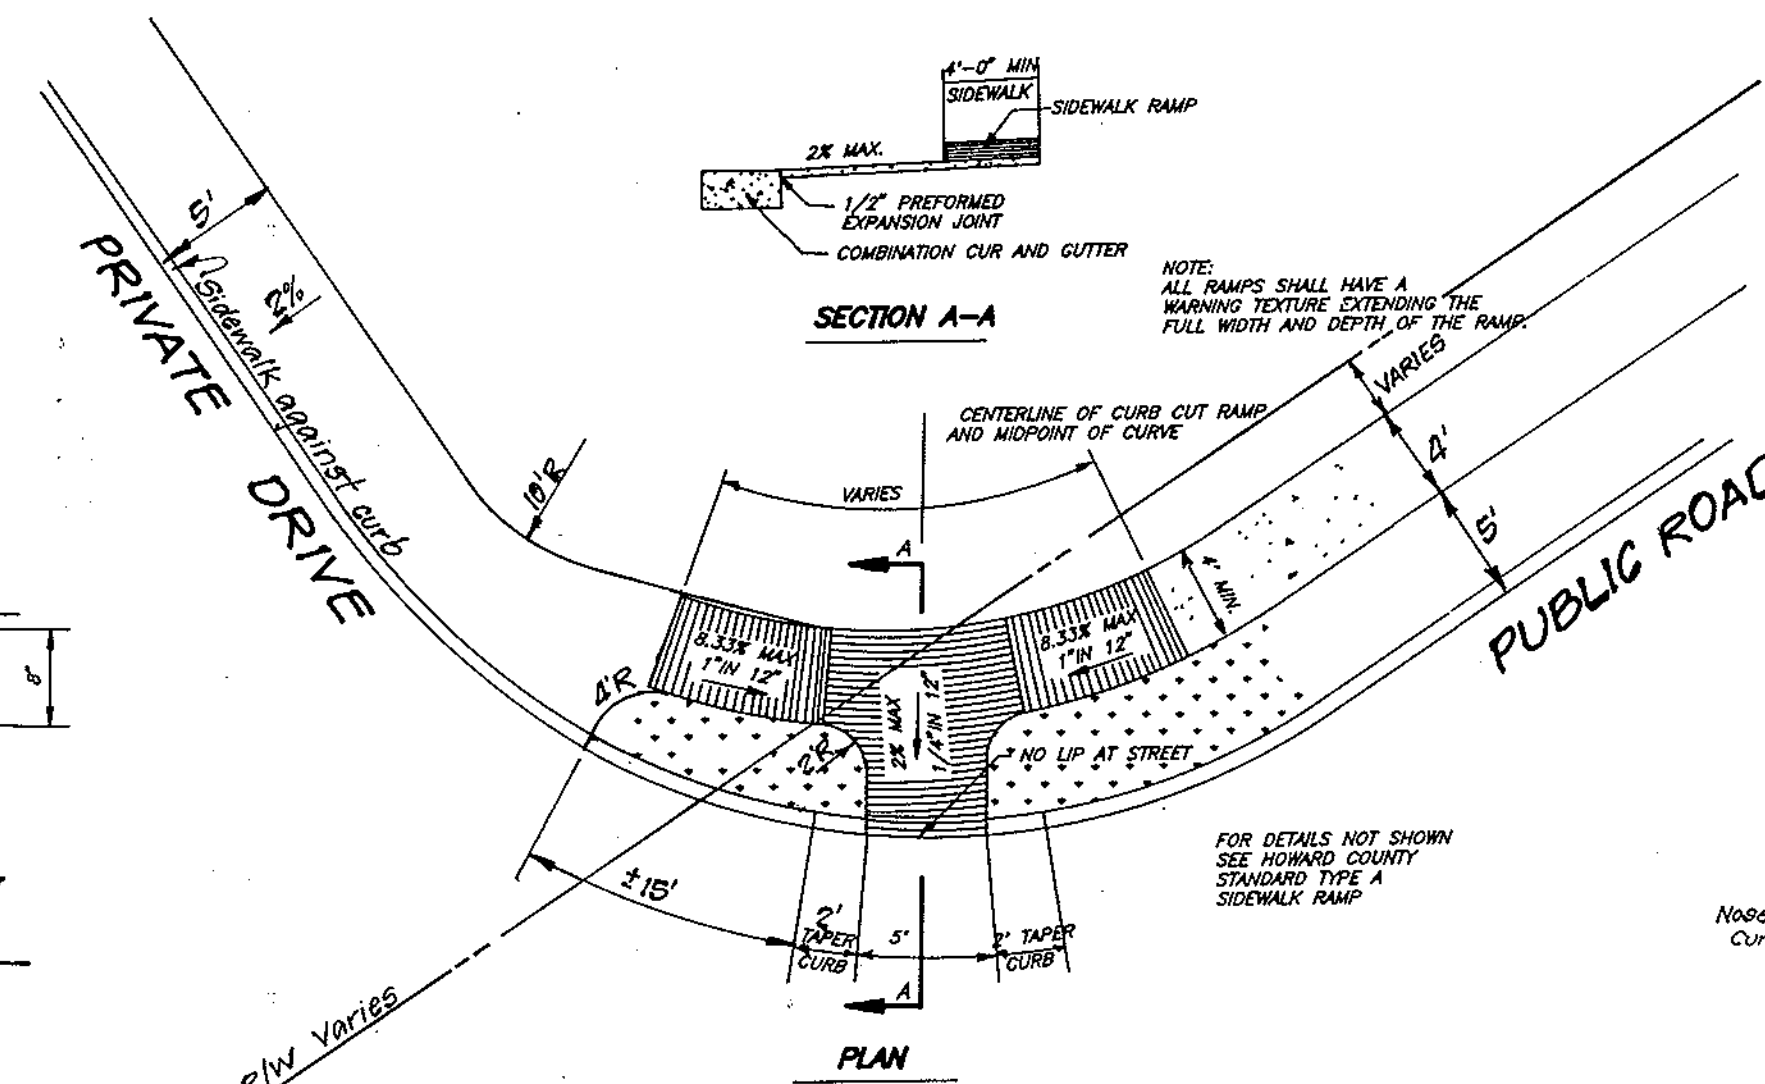 4'-0" MIN
SIDEWALK
SIDEWALK RAMP
2% MAX.
1/2" PREFORMED
EXPANSION JOINT
COMBINATION CUR AND GUTTER
SECTION A-A
NOTE:
ALL RAMPS SHALL HAVE A
WARNING TEXTURE EXTENDING THE
FULL WIDTH AND DEPTH OF THE RAMP.
5'
2%
Sidewalk against curb
PRIVATE DRIVE
10'R
CENTERLINE OF CURB CUT RAMP
AND MIDPOINT OF CURVE
VARIES
VARIES
4'
5'
PUBLIC ROAD
A
4' MIN.
8.33% MAX
1" IN 12"
8.33% MAX
1" IN 12"
8"
4'R
2'R
2% MAX
1/4" IN 12"
NO LIP AT STREET
FOR DETAILS NOT SHOWN
SEE HOWARD COUNTY
STANDARD TYPE A
SIDEWALK RAMP
±15'
2'
TAPER
CURB
5'
2' TAPER
CURB
A
R/W Varies
PLAN